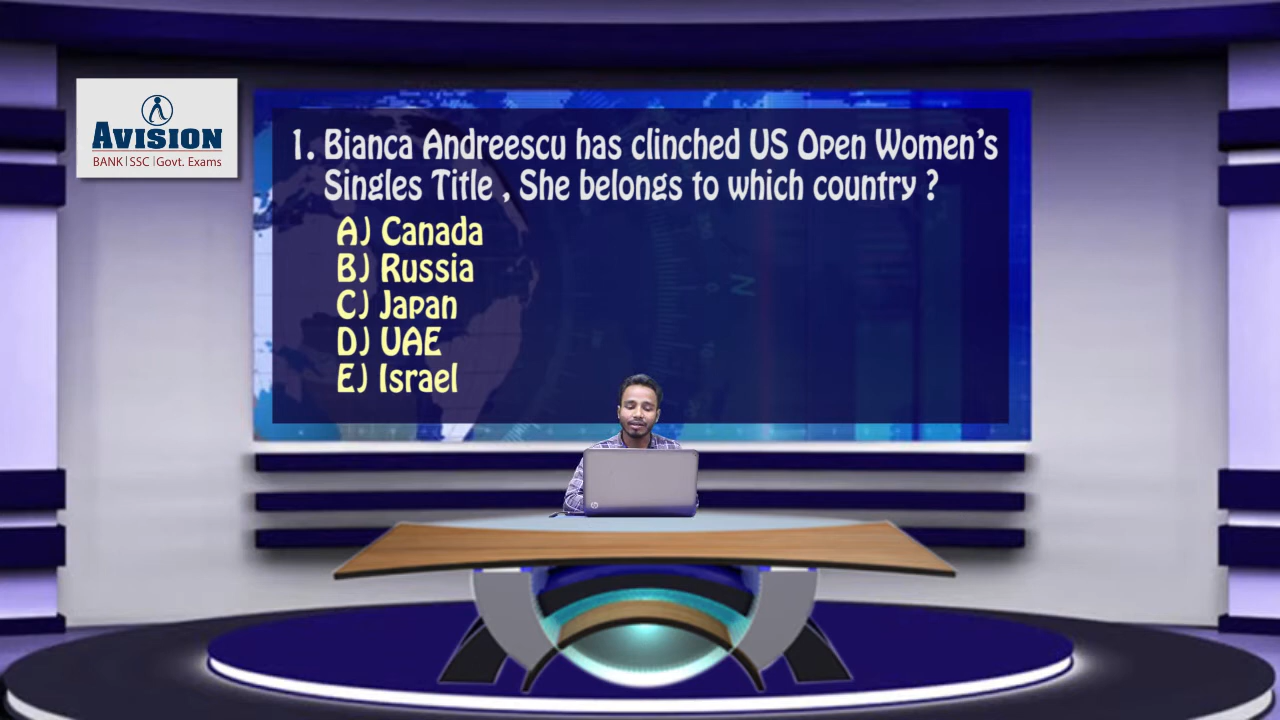 AVISION
BANK|SSC|Govt. Exams
1. Bianca Andreescu has clinched US Open Women's
Singles Title , She belongs to which country ?
A) Canada
B) Russia
C) Japan
D) UAE
E) Israel
hp